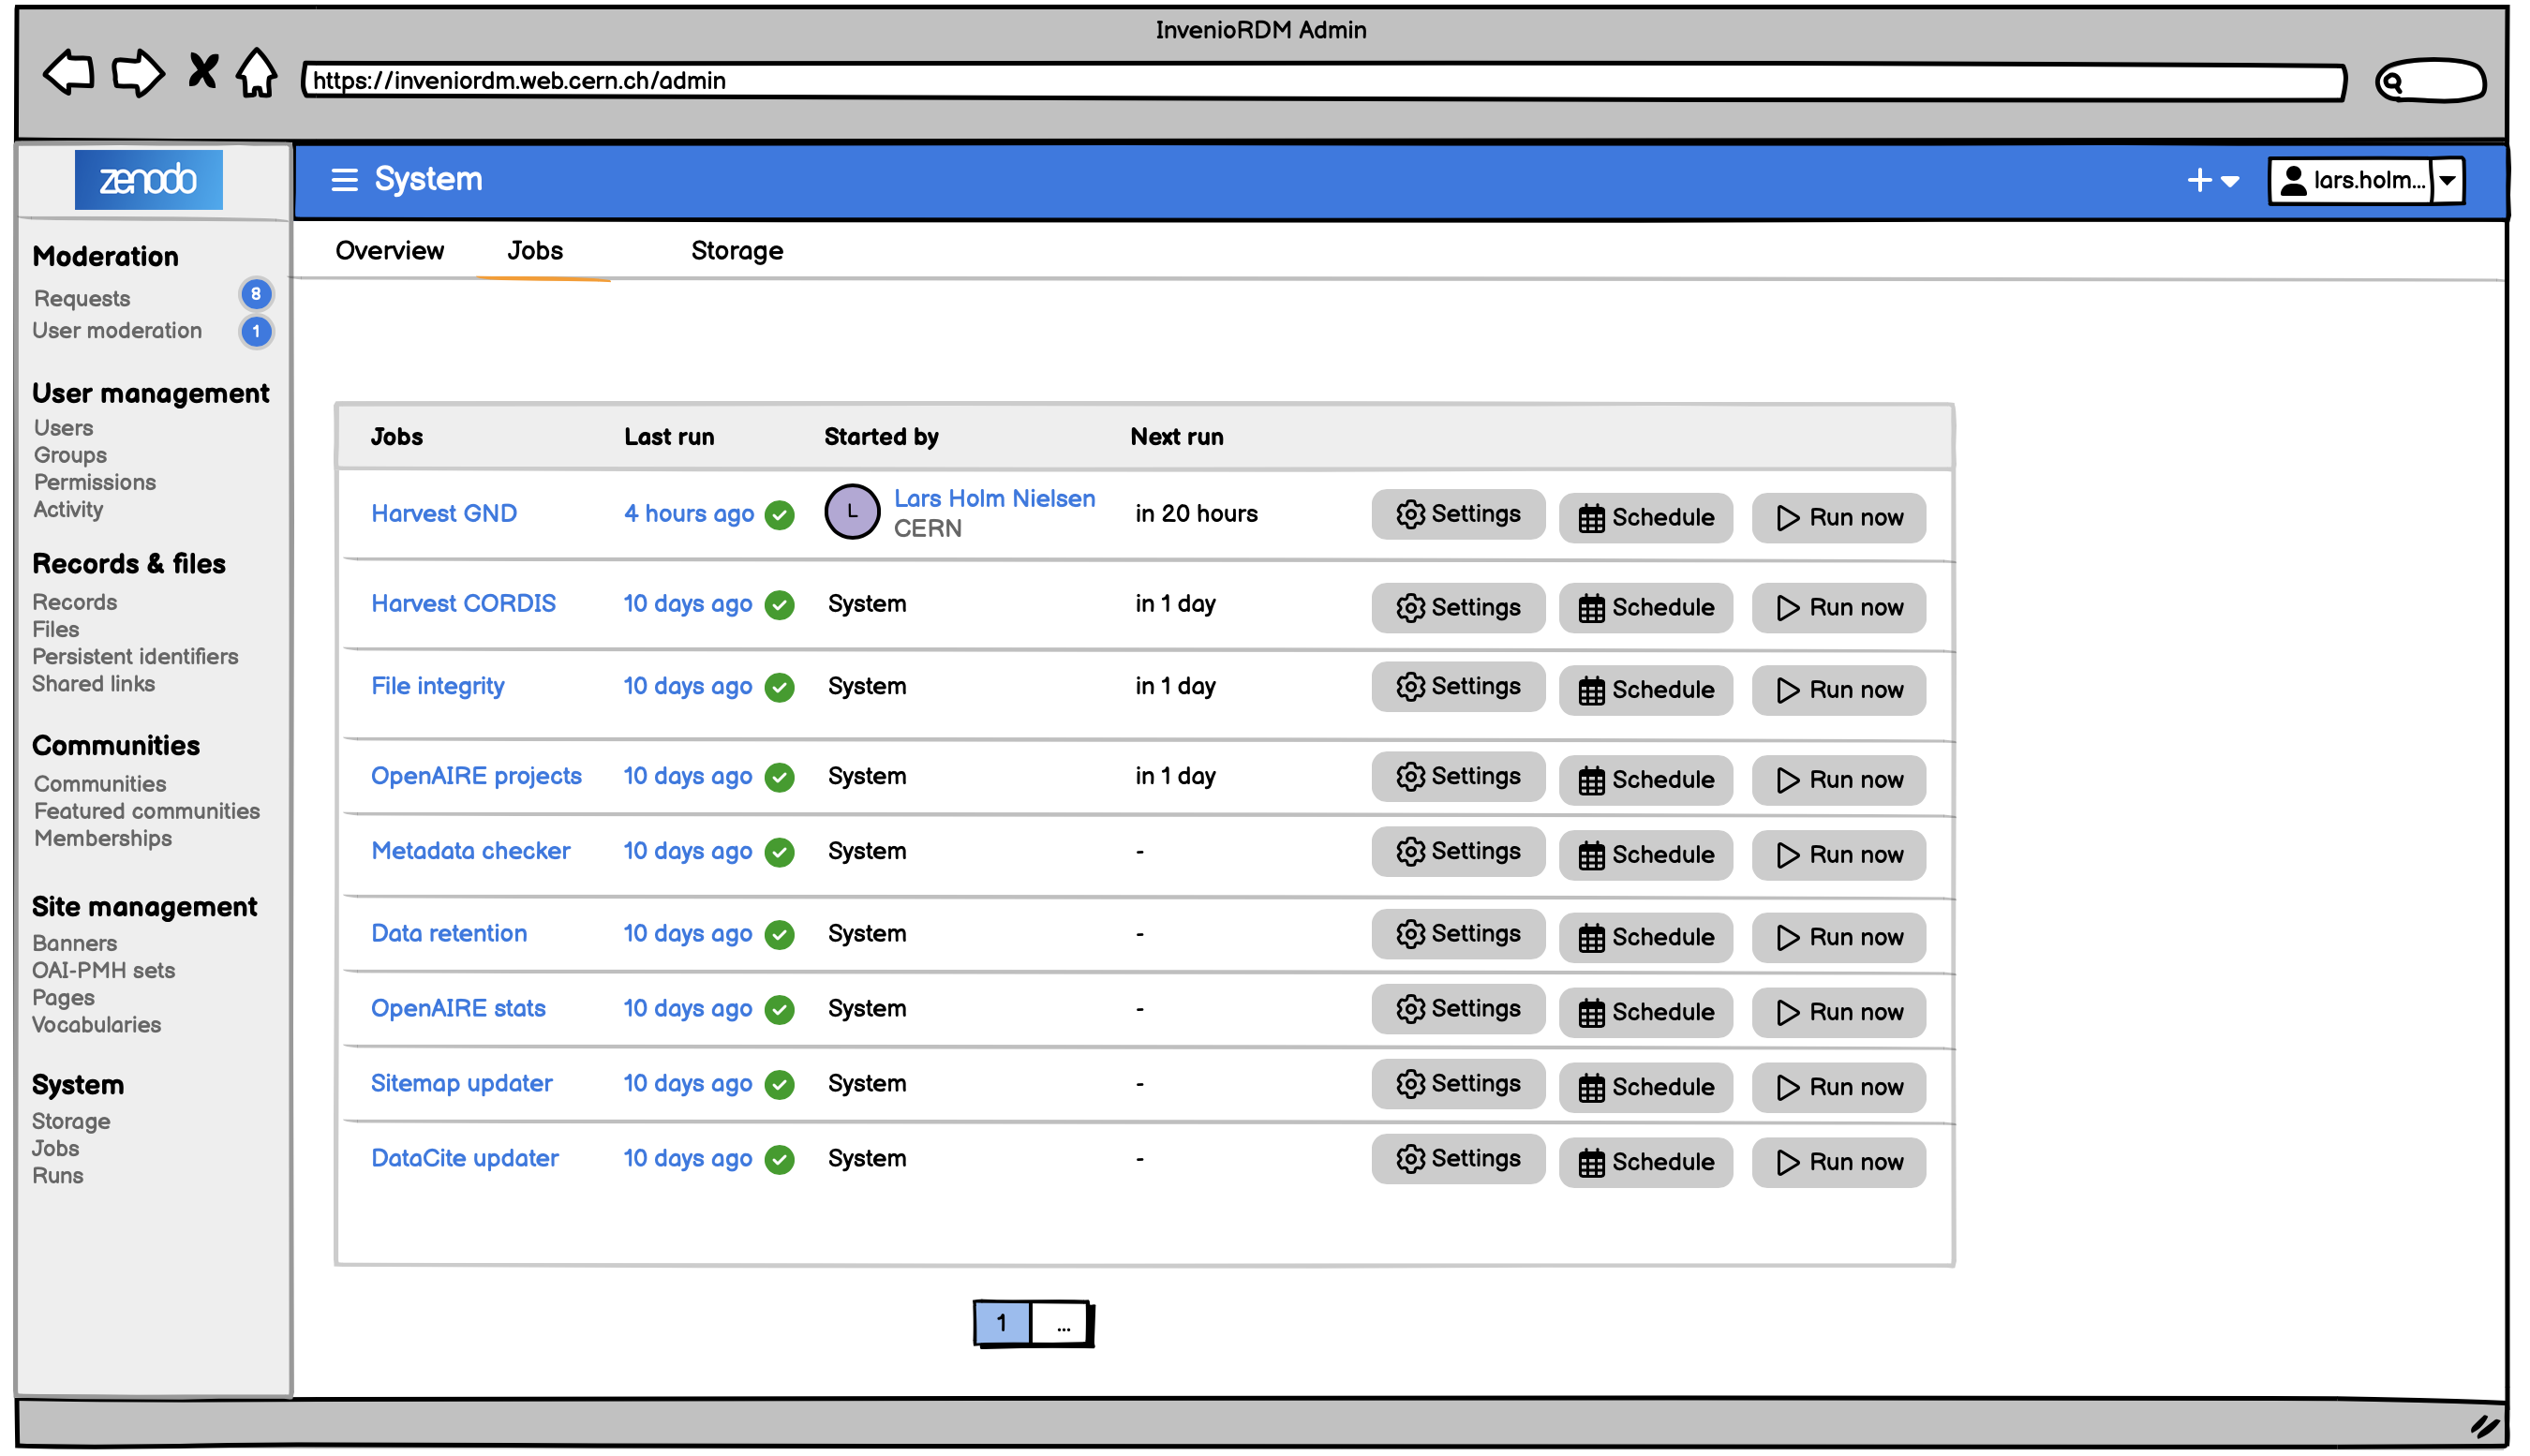 InvenioRDM Admin
https://inveniordm.web.cern.ch/admin
zenodo
System
lars.holm...
Overview Jobs Storage
Moderation
Requests 8
User moderation 1
User management
Users
Groups
Permissions
Activity
Records & files
Records
Files
Persistent identifiers
Shared links
Communities
Communities
Featured communities
Memberships
Site management
Banners
OAI-PMH sets
Pages
Vocabularies
System
Storage
Jobs
Runs
Jobs Last run Started by Next run
Harvest GND 4 hours ago L Lars Holm Nielsen CERN in 20 hours Settings Schedule Run now
Harvest CORDIS 10 days ago System in 1 day Settings Schedule Run now
File integrity 10 days ago System in 1 day Settings Schedule Run now
OpenAIRE projects 10 days ago System in 1 day Settings Schedule Run now
Metadata checker 10 days ago System - Settings Schedule Run now
Data retention 10 days ago System - Settings Schedule Run now
OpenAIRE stats 10 days ago System - Settings Schedule Run now
Sitemap updater 10 days ago System - Settings Schedule Run now
DataCite updater 10 days ago System - Settings Schedule Run now
1 ...